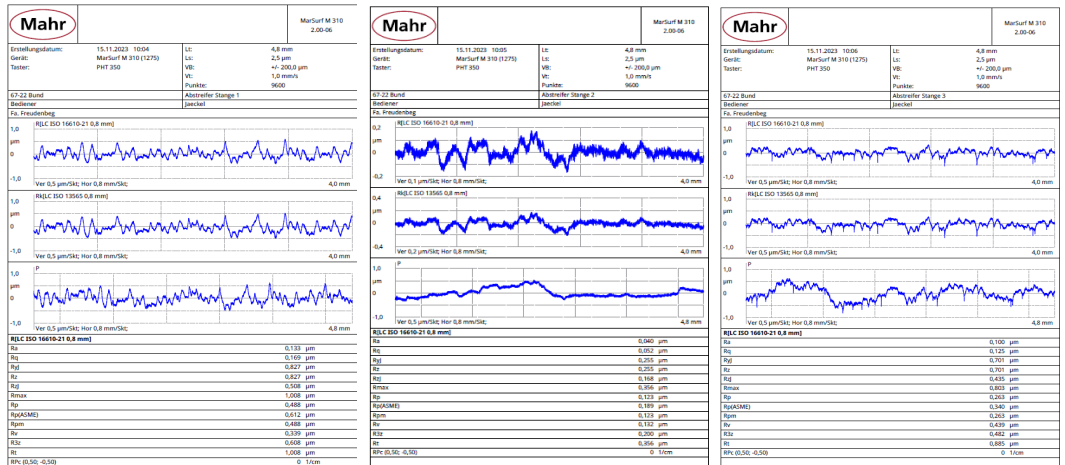 Mahr
MarSurf M 310
2.00-06
Erstellungsdatum: 15.11.2023 10:04 Lt: 4,8 mm
Gerät: MarSurf M 310 (1275) Ls: 2,5 µm
Taster: PHT 350 VB: +/- 200,0 µm
Vt: 1,0 mm/s
Punkte: 9600
67-22 Bund Abstreifer Stange 1
Bediener Jaeckel
Fa. Freudenbeg
R[LC ISO 16610-21 0,8 mm]
1,0
µm
0
-1,0
Ver 0,5 µm/Skt; Hor 0,8 mm/Skt; 4,0 mm
Rk[LC ISO 13565 0,8 mm]
1,0
µm
0
-1,0
Ver 0,5 µm/Skt; Hor 0,8 mm/Skt; 4,0 mm
P
1,0
µm
0
-1,0
Ver 0,5 µm/Skt; Hor 0,8 mm/Skt; 4,8 mm
R[LC ISO 16610-21 0,8 mm]
Ra 0,133 µm
Rq 0,169 µm
RyJ 0,827 µm
Rz 0,827 µm
RzJ 0,508 µm
Rmax 1,008 µm
Rp 0,488 µm
Rp(ASME) 0,612 µm
Rpm 0,488 µm
Rv 0,339 µm
R3z 0,608 µm
Rt 1,008 µm
RPc (0,50; -0,50) 0 1/cm
Mahr
MarSurf M 310
2.00-06
Erstellungsdatum: 15.11.2023 10:05 Lt: 4,8 mm
Gerät: MarSurf M 310 (1275) Ls: 2,5 µm
Taster: PHT 350 VB: +/- 200,0 µm
Vt: 1,0 mm/s
Punkte: 9600
67-22 Bund Abstreifer Stange 2
Bediener Jaeckel
Fa. Freudenbeg
R[LC ISO 16610-21 0,8 mm]
0,2
µm
0
-0,2
Ver 0,1 µm/Skt; Hor 0,8 mm/Skt; 4,0 mm
Rk[LC ISO 13565 0,8 mm]
0,4
µm
0
-0,4
Ver 0,2 µm/Skt; Hor 0,8 mm/Skt; 4,0 mm
P
1,0
µm
0
-1,0
Ver 0,5 µm/Skt; Hor 0,8 mm/Skt; 4,8 mm
R[LC ISO 16610-21 0,8 mm]
Ra 0,040 µm
Rq 0,052 µm
RyJ 0,255 µm
Rz 0,255 µm
RzJ 0,168 µm
Rmax 0,356 µm
Rp 0,123 µm
Rp(ASME) 0,189 µm
Rpm 0,123 µm
Rv 0,132 µm
R3z 0,200 µm
Rt 0,356 µm
RPc (0,50; -0,50) 0 1/cm
Mahr
MarSurf M 310
2.00-06
Erstellungsdatum: 15.11.2023 10:06 Lt: 4,8 mm
Gerät: MarSurf M 310 (1275) Ls: 2,5 µm
Taster: PHT 350 VB: +/- 200,0 µm
Vt: 1,0 mm/s
Punkte: 9600
67-22 Bund Abstreifer Stange 3
Bediener Jaeckel
Fa. Freudenbeg
R[LC ISO 16610-21 0,8 mm]
1,0
µm
0
-1,0
Ver 0,5 µm/Skt; Hor 0,8 mm/Skt; 4,0 mm
Rk[LC ISO 13565 0,8 mm]
1,0
µm
0
-1,0
Ver 0,5 µm/Skt; Hor 0,8 mm/Skt; 4,0 mm
P
1,0
µm
0
-1,0
Ver 0,5 µm/Skt; Hor 0,8 mm/Skt; 4,8 mm
R[LC ISO 16610-21 0,8 mm]
Ra 0,100 µm
Rq 0,125 µm
RyJ 0,701 µm
Rz 0,701 µm
RzJ 0,435 µm
Rmax 0,803 µm
Rp 0,263 µm
Rp(ASME) 0,340 µm
Rpm 0,263 µm
Rv 0,439 µm
R3z 0,482 µm
Rt 0,885 µm
RPc (0,50; -0,50) 0 1/cm